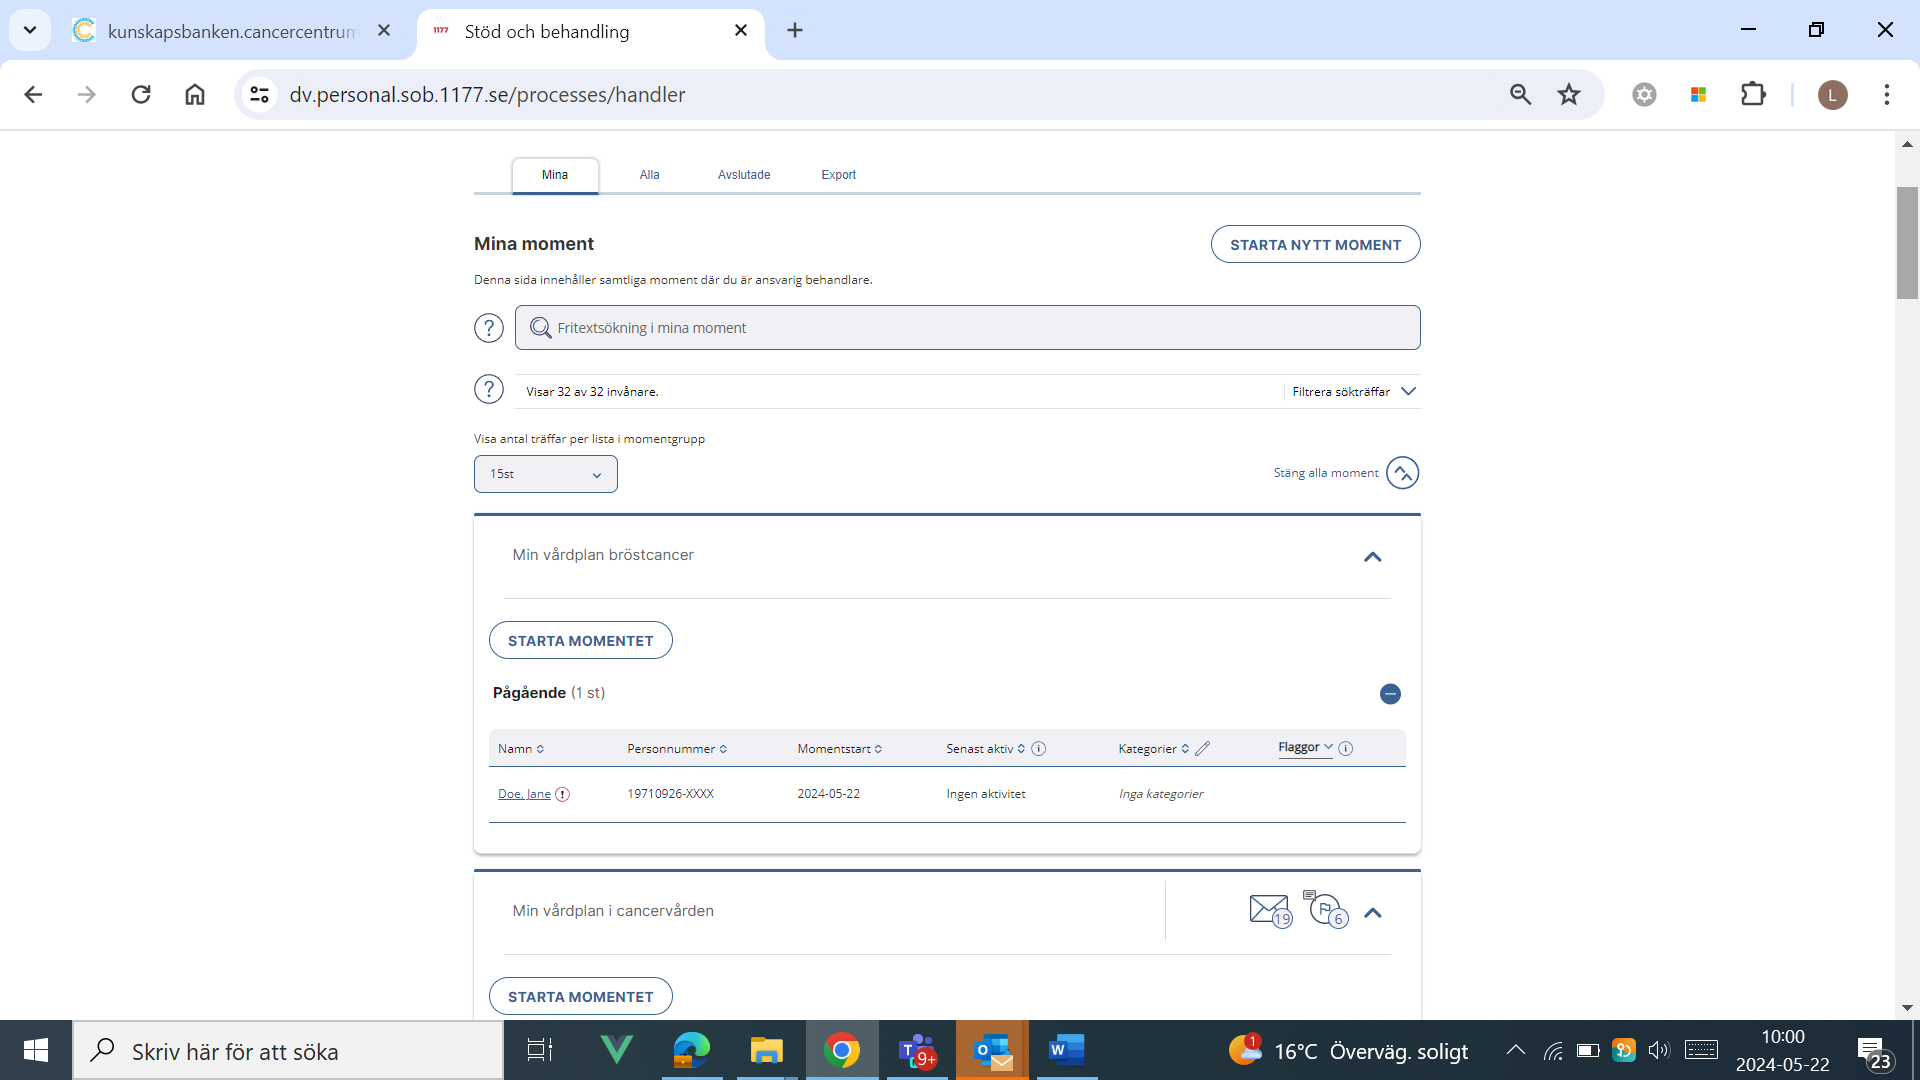 kunskapsbanken.cancercentrum
1177 Stöd och behandling
dv.personal.sob.1177.se/processes/handler
L
Mina Alla Avslutade Export
Mina moment
STARTA NYTT MOMENT
Denna sida innehåller samtliga moment där du är ansvarig behandlare.
? Fritextsökning i mina moment
? Visar 32 av 32 invånare. Filtrera sökträffar
Visa antal träffar per lista i momentgrupp
15st Stäng alla moment
Min vårdplan bröstcancer
STARTA MOMENTET
Pågående (1 st)
Namn Personnummer Momentstart Senast aktiv i Kategorier Flaggor i
Doe, Jane ! 19710926-XXXX 2024-05-22 Ingen aktivitet Inga kategorier
Min vårdplan i cancervården 19 6
STARTA MOMENTET
Skriv här för att söka
9+
1 16°C Överväg. soligt
10:00
2024-05-22
23